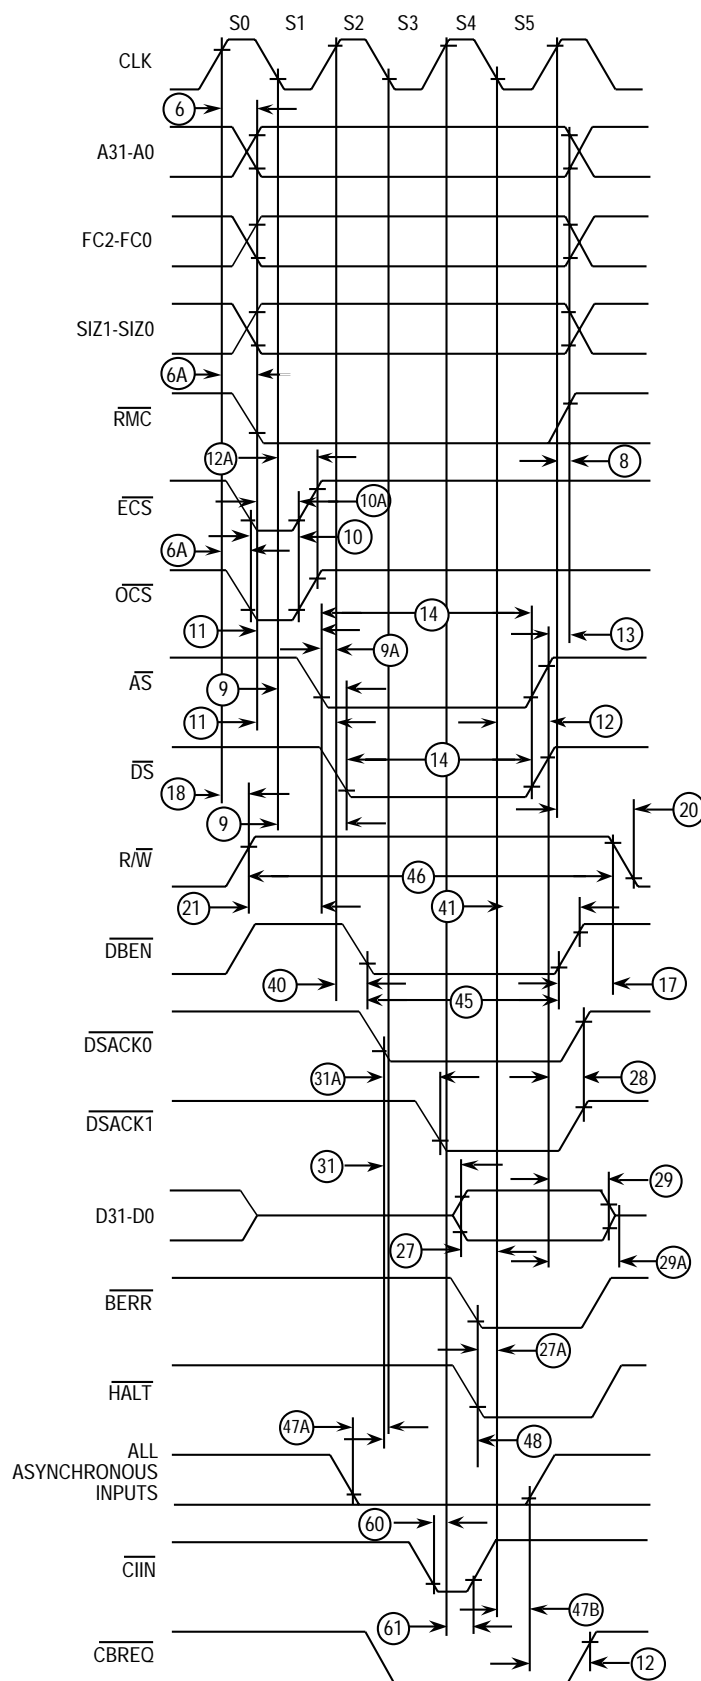 S0 S1 S2 S3 S4 S5
CLK
6
A31-A0
FC2-FC0
SIZ1-SIZ0
6A
RMC
12A
8
ECS
10A
6A
10
OCS
11
14
13
9A
AS
9
11
12
DS
14
18
9
20
R/W
46
21
41
DBEN
40
45
17
DSACK0
31A
28
DSACK1
31
29
D31-D0
27
29A
BERR
27A
HALT
47A
48
ALL
ASYNCHRONOUS
INPUTS
60
CIIN
47B
61
CBREQ
12